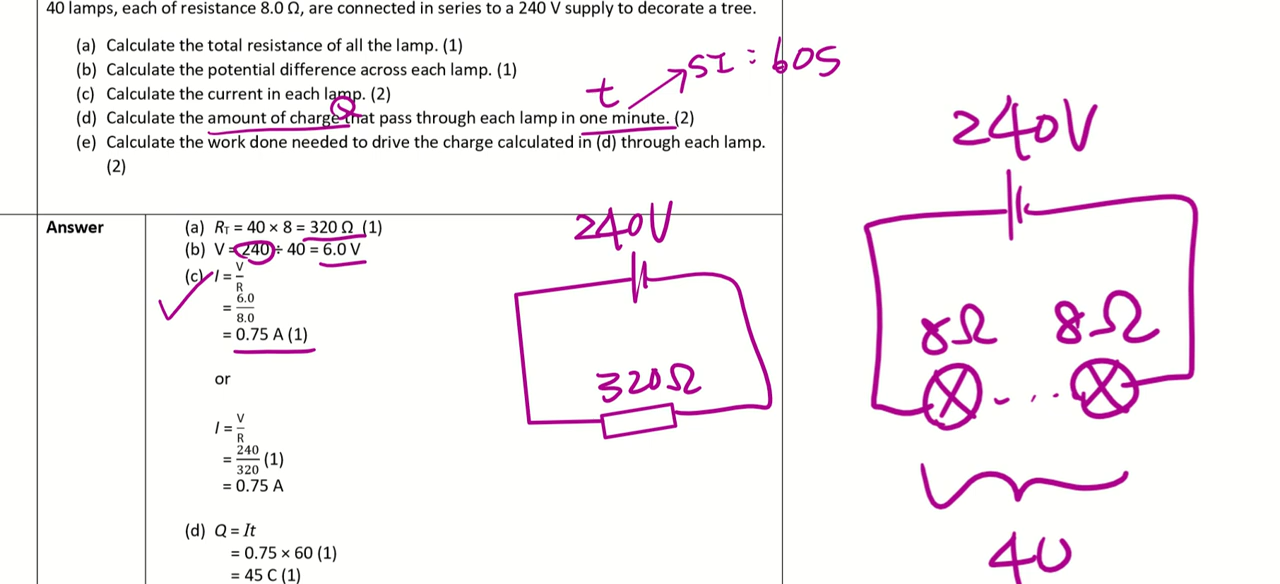 40 lamps, each of resistance 8.0 Ω, are connected in series to a 240 V supply to decorate a tree.
(a) Calculate the total resistance of all the lamp. (1)
(b) Calculate the potential difference across each lamp. (1)
(c) Calculate the current in each lamp. (2)
(d) Calculate the amount of charge that pass through each lamp in one minute. (2)
(e) Calculate the work done needed to drive the charge calculated in (d) through each lamp.
(2)
Q
t
SI : 60s
240V
8Ω 8Ω
...
40
240V
320Ω
Answer
(a) RT = 40 × 8 = 320 Ω (1)
(b) V = 240 ÷ 40 = 6.0 V
(c) I = V/R
= 6.0/8.0
= 0.75 A (1)
or
I = V/R
= 240/320 (1)
= 0.75 A
(d) Q = It
= 0.75 × 60 (1)
= 45 C (1)